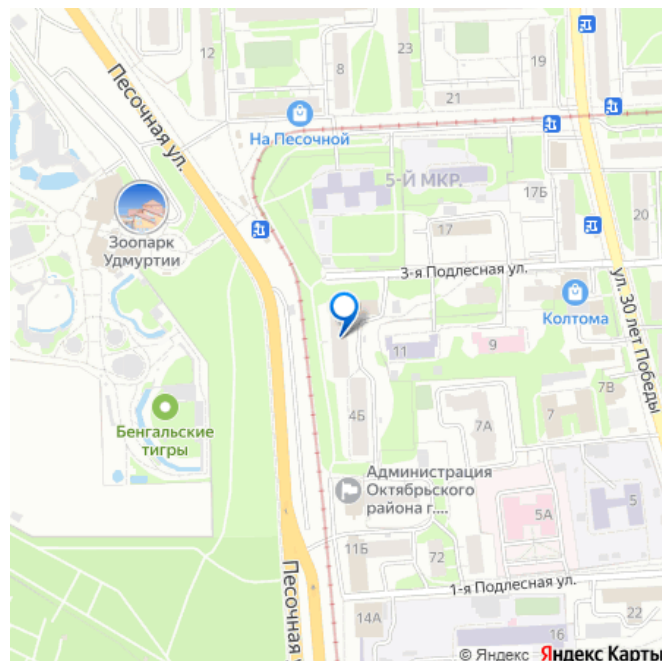 12
8
23
19
Песочная ул.
21
На Песочной
5-Й МКР.
17Б
Зоопарк
Удмуртии
17
20
3-я Подлесная ул.
ул. 30 лет Победы
Колтома
11
9
7В
4Б
7
7А
Бенгальские
тигры
Администрация
Октябрьского
района г....
5
5А
11Б
72
Песочная
1-я Подлесная ул.
14А
22
16
© Яндекс Яндекс Карты